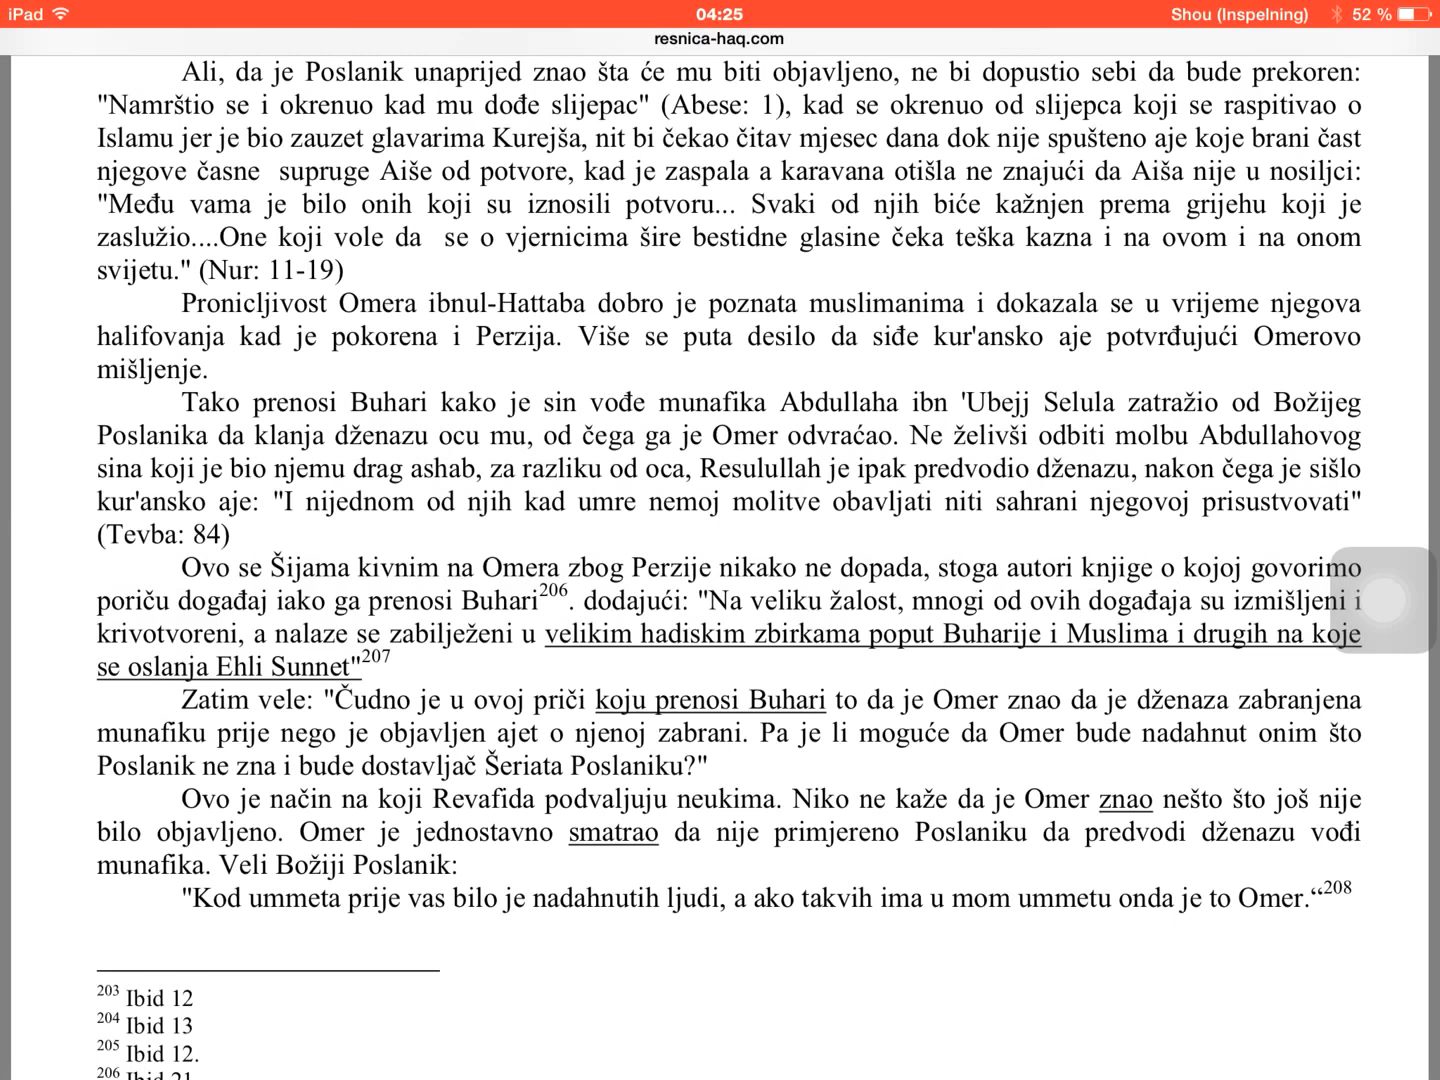 iPad 04:25 Shou (Inspelning) 52 %
resnica-haq.com
Ali, da je Poslanik unaprijed znao šta će mu biti objavljeno, ne bi dopustio sebi da bude prekoren:
"Namrštio se i okrenuo kad mu dođe slijepac" (Abese: 1), kad se okrenuo od slijepca koji se raspitivao o
Islamu jer je bio zauzet glavarima Kurejša, nit bi čekao čitav mjesec dana dok nije spušteno aje koje brani čast
njegove časne supruge Aiše od potvore, kad je zaspala a karavana otišla ne znajući da Aiša nije u nosiljci:
"Među vama je bilo onih koji su iznosili potvoru... Svaki od njih biće kažnjen prema grijehu koji je
zaslužio....One koji vole da se o vjernicima šire bestidne glasine čeka teška kazna i na ovom i na onom
svijetu." (Nur: 11-19)
Pronicljivost Omera ibnul-Hattaba dobro je poznata muslimanima i dokazala se u vrijeme njegova
halifovanja kad je pokorena i Perzija. Više se puta desilo da siđe kur'ansko aje potvrđujući Omerovo
mišljenje.
Tako prenosi Buhari kako je sin vođe munafika Abdullaha ibn 'Ubejj Selula zatražio od Božijeg
Poslanika da klanja dženazu ocu mu, od čega ga je Omer odvraćao. Ne želivši odbiti molbu Abdullahovog
sina koji je bio njemu drag ashab, za razliku od oca, Resulullah je ipak predvodio dženazu, nakon čega je sišlo
kur'ansko aje: "I nijednom od njih kad umre nemoj molitve obavljati niti sahrani njegovoj prisustvovati"
(Tevba: 84)
Ovo se Šijama kivnim na Omera zbog Perzije nikako ne dopada, stoga autori knjige o kojoj govorimo
poriču događaj iako ga prenosi Buhari206. dodajući: "Na veliku žalost, mnogi od ovih događaja su izmišljeni i
krivotvoreni, a nalaze se zabilježeni u velikim hadiskim zbirkama poput Buharije i Muslima i drugih na koje
se oslanja Ehli Sunnet"207
Zatim vele: "Čudno je u ovoj priči koju prenosi Buhari to da je Omer znao da je dženaza zabranjena
munafiku prije nego je objavljen ajet o njenoj zabrani. Pa je li moguće da Omer bude nadahnut onim što
Poslanik ne zna i bude dostavljač Šeriata Poslaniku?"
Ovo je način na koji Revafida podvaljuju neukima. Niko ne kaže da je Omer znao nešto što još nije
bilo objavljeno. Omer je jednostavno smatrao da nije primjereno Poslaniku da predvodi dženazu vođi
munafika. Veli Božiji Poslanik:
"Kod ummeta prije vas bilo je nadahnutih ljudi, a ako takvih ima u mom ummetu onda je to Omer.“208
203 Ibid 12
204 Ibid 13
205 Ibid 12.
206 Ibid 21